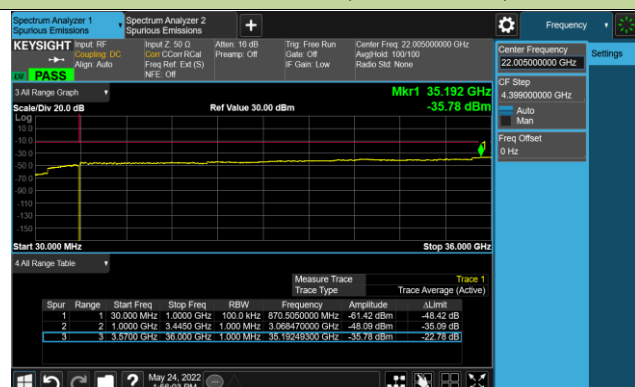 Spectrum Analyzer 1
Spurious Emissions
Spectrum Analyzer 2
Spurious Emissions
+
Frequency
KEYSIGHT
Input: RF
Coupling: DC
Align: Auto
Input Z: 50 Ω
Corr CCorr RCal
Freq Ref: Ext (S)
NFE: Off
Atten: 16 dB
Preamp: Off
Trig: Free Run
Gate: Off
IF Gain: Low
Center Freq: 22.005000000 GHz
Avg|Hold: 100/100
Radio Std: None
LV PASS
Center Frequency
22.005000000 GHz
Settings
CF Step
4.399000000 GHz
Auto
Man
Freq Offset
0 Hz
3 All Range Graph
Mkr1 35.192 GHz
Scale/Div 20.0 dB
Ref Value 30.00 dBm
-35.78 dBm
Log
10.0
-10.0
-30.0
-50.0
-70.0
-90.0
-110
-130
-150
1
Start 30.000 MHz
Stop 36.000 GHz
4 All Range Table
Measure Trace Trace 1
Trace Type Trace Average (Active)
Spur Range Start Freq Stop Freq RBW Frequency Amplitude ΔLimit
1 1 30.000 MHz 1.0000 GHz 100.0 kHz 870.5050000 MHz -61.42 dBm -48.42 dB
2 2 1.0000 GHz 3.4450 GHz 1.000 MHz 3.068470000 GHz -48.09 dBm -35.09 dB
3 3 3.5700 GHz 36.000 GHz 1.000 MHz 35.19249300 GHz -35.78 dBm -22.78 dB
? May 24, 2022
1:58:03 PM